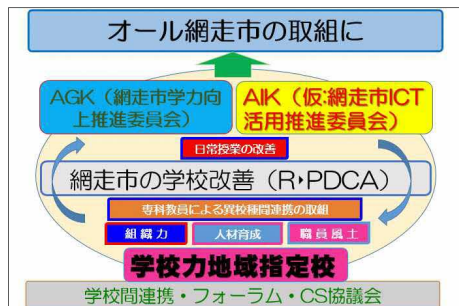 オール網走市の取組に
AGK（網走市学力向
上推進委員会）
AIK（仮:網走市ICT
活用推進委員会）
日常授業の改善
網走市の学校改善（R▸PDCA）
専科教員による異校種間連携の取組
組織力 人材育成 職員風土
学校力地域指定校
学校間連携・フォーラム・CS協議会